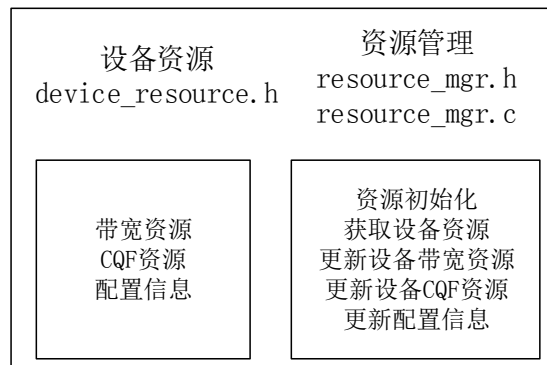 设备资源
device_resource.h
资源管理
resource_mgr.h
resource_mgr.c
带宽资源
CQF资源
配置信息
资源初始化
获取设备资源
更新设备带宽资源
更新设备CQF资源
更新配置信息